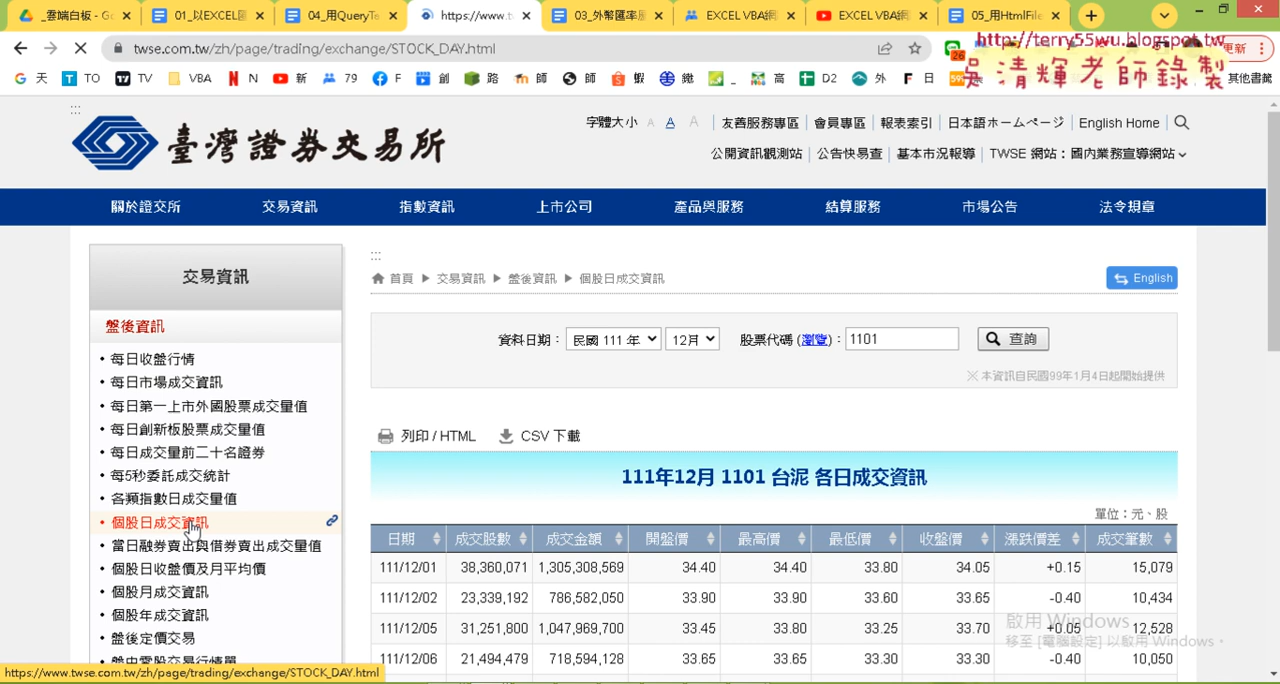 _雲端白板 - G
01_以EXCEL匯
04_用QueryTa
https://www.t
03_外幣匯率房
EXCEL VBA網
EXCEL VBA網
05_用HtmlFile
twse.com.tw/zh/page/trading/exchange/STOCK_DAY.html
http://terry55wu.blogspot.tw
吳清輝老師錄製
更新
26
G 天
TO
TV
VBA
N
新
79
F
創
路
師
師
蝦
_
高
D2
外
F 日
其他書籤
:::
臺灣證券交易所
字體大小 A A A
友善服務專區 會員專區 報表索引 日本語ホームページ English Home
公開資訊觀測站 公告快易查 基本市況報導 TWSE 網站：國內業務宣導網站
關於證交所 交易資訊 指數資訊 上市公司 產品與服務 結算服務 市場公告 法令規章
交易資訊
盤後資訊
每日收盤行情
每日市場成交資訊
每日第一上市外國股票成交量值
每日創新板股票成交量值
每日成交量前二十名證券
每5秒委託成交統計
各類指數日成交量值
個股日成交資訊
當日融券賣出與借券賣出成交量值
個股日收盤價及月平均價
個股月成交資訊
個股年成交資訊
盤後定價交易
盤中零股交易行情單
:::
首頁 ▶ 交易資訊 ▶ 盤後資訊 ▶ 個股日成交資訊
English
資料日期： 民國 111 年 12月 股票代碼 (瀏覽)： 1101 查詢
※ 本資訊自民國99年1月4日起開始提供
列印 / HTML CSV 下載
111年12月 1101 台泥 各日成交資訊
單位：元、股
日期 成交股數 成交金額 開盤價 最高價 最低價 收盤價 漲跌價差 成交筆數
111/12/01 38,360,071 1,305,308,569 34.40 34.40 33.80 34.05 +0.15 15,079
111/12/02 23,339,192 786,582,050 33.90 33.90 33.60 33.65 -0.40 10,434
111/12/05 31,251,800 1,047,969,700 33.45 33.80 33.25 33.70 +0.05 12,528
111/12/06 21,494,479 718,594,128 33.65 33.65 33.30 33.30 -0.40 10,050
啟用 Windows
移至 [電腦設定] 以啟用 Windows。
https://www.twse.com.tw/zh/page/trading/exchange/STOCK_DAY.html